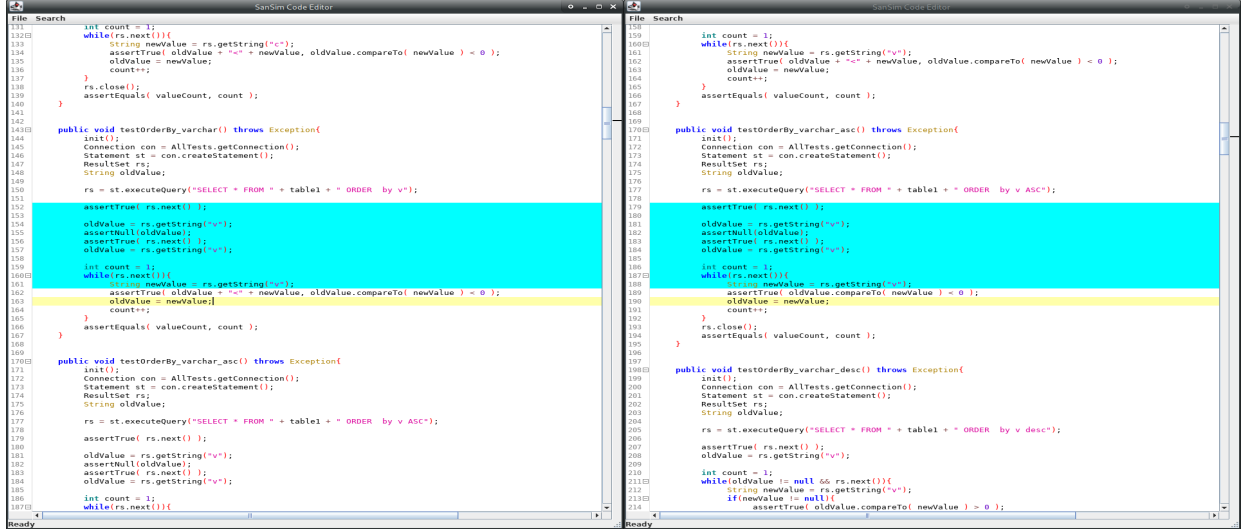 SanSim Code Editor
File Search
131 int count = 1;
132 while(rs.next()){
133 String newValue = rs.getString("c");
134 assertTrue( oldValue + "<" + newValue, oldValue.compareTo( newValue ) < 0 );
135 oldValue = newValue;
136 count++;
137 }
138 rs.close();
139 assertEquals( valueCount, count );
140 }
141
142
143 public void testOrderBy_varchar() throws Exception{
144 init();
145 Connection con = AllTests.getConnection();
146 Statement st = con.createStatement();
147 ResultSet rs;
148 String oldValue;
149
150 rs = st.executeQuery("SELECT * FROM " + table1 + " ORDER  by v");
151
152 assertTrue( rs.next() );
153
154 oldValue = rs.getString("v");
155 assertNull(oldValue);
156 assertTrue( rs.next() );
157 oldValue = rs.getString("v");
158
159 int count = 1;
160 while(rs.next()){
161 String newValue = rs.getString("v");
162 assertTrue( oldValue + "<" + newValue, oldValue.compareTo( newValue ) < 0 );
163 oldValue = newValue;
164 count++;
165 }
166 assertEquals( valueCount, count );
167 }
168
169
170 public void testOrderBy_varchar_asc() throws Exception{
171 init();
172 Connection con = AllTests.getConnection();
173 Statement st = con.createStatement();
174 ResultSet rs;
175 String oldValue;
176
177 rs = st.executeQuery("SELECT * FROM " + table1 + " ORDER  by v ASC");
178
179 assertTrue( rs.next() );
180
181 oldValue = rs.getString("v");
182 assertNull(oldValue);
183 assertTrue( rs.next() );
184 oldValue = rs.getString("v");
185
186 int count = 1;
187 while(rs.next()){
Ready
SanSim Code Editor
File Search
158
159 int count = 1;
160 while(rs.next()){
161 String newValue = rs.getString("v");
162 assertTrue( oldValue + "<" + newValue, oldValue.compareTo( newValue ) < 0 );
163 oldValue = newValue;
164 count++;
165 }
166 assertEquals( valueCount, count );
167 }
168
169
170 public void testOrderBy_varchar_asc() throws Exception{
171 init();
172 Connection con = AllTests.getConnection();
173 Statement st = con.createStatement();
174 ResultSet rs;
175 String oldValue;
176
177 rs = st.executeQuery("SELECT * FROM " + table1 + " ORDER  by v ASC");
178
179 assertTrue( rs.next() );
180
181 oldValue = rs.getString("v");
182 assertNull(oldValue);
183 assertTrue( rs.next() );
184 oldValue = rs.getString("v");
185
186 int count = 1;
187 while(rs.next()){
188 String newValue = rs.getString("v");
189 assertTrue( oldValue.compareTo( newValue ) < 0 );
190 oldValue = newValue;
191 count++;
192 }
193 rs.close();
194 assertEquals( valueCount, count );
195 }
196
197
198 public void testOrderBy_varchar_desc() throws Exception{
199 init();
200 Connection con = AllTests.getConnection();
201 Statement st = con.createStatement();
202 ResultSet rs;
203 String oldValue;
204
205 rs = st.executeQuery("SELECT * FROM " + table1 + " ORDER  by v desc");
206
207 assertTrue( rs.next() );
208 oldValue = rs.getString("v");
209
210 int count = 1;
211 while(oldValue != null && rs.next()){
212 String newValue = rs.getString("v");
213 if(newValue != null){
214 assertTrue( oldValue.compareTo( newValue ) > 0 );
Ready